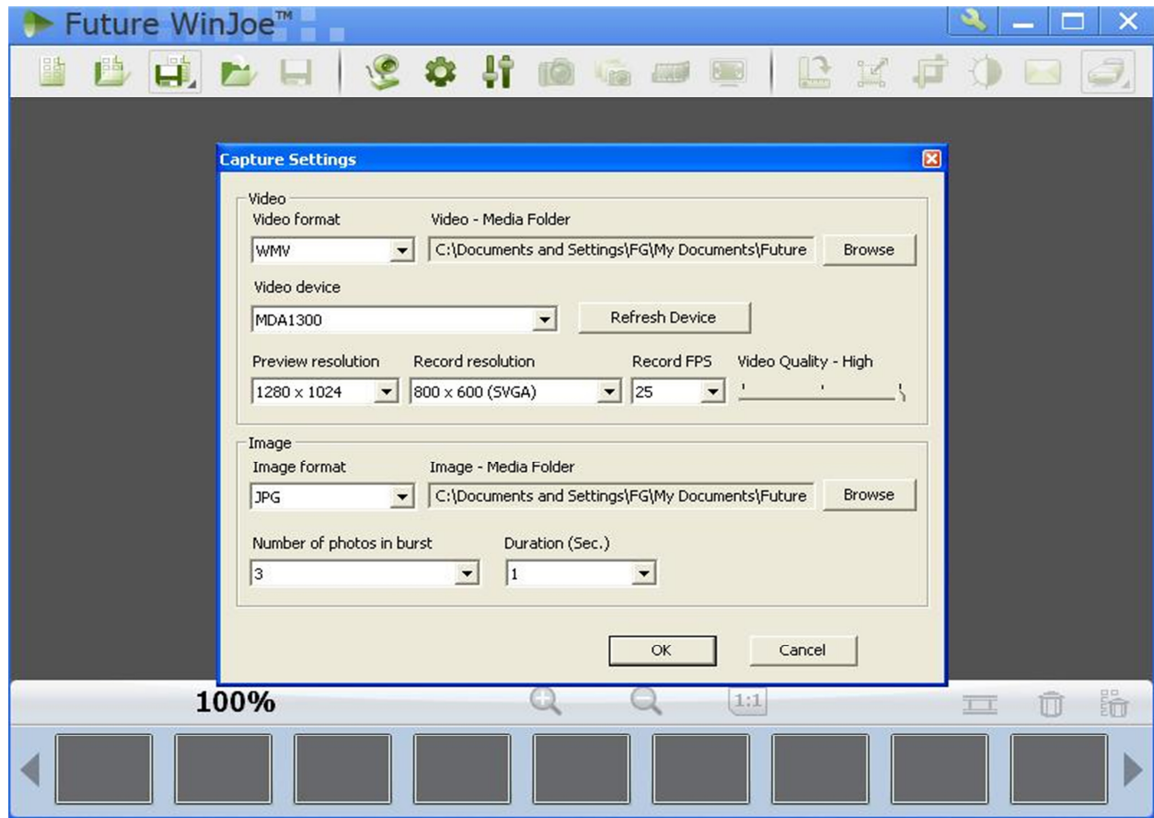 Future WinJoe™
Capture Settings
Video
Video format Video - Media Folder
WMV C:\Documents and Settings\FG\My Documents\Future Browse
Video device
MDA1300 Refresh Device
Preview resolution Record resolution Record FPS Video Quality - High
1280 x 1024 800 x 600 (SVGA) 25
Image
Image format Image - Media Folder
JPG C:\Documents and Settings\FG\My Documents\Future Browse
Number of photos in burst Duration (Sec.)
3 1
OK Cancel
100% 1:1